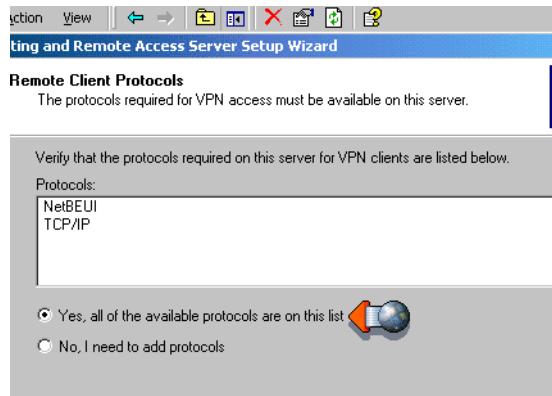 ction View
ting and Remote Access Server Setup Wizard
Remote Client Protocols
The protocols required for VPN access must be available on this server.
Verify that the protocols required on this server for VPN clients are listed below.
Protocols:
NetBEUI
TCP/IP
Yes, all of the available protocols are on this list
No, I need to add protocols